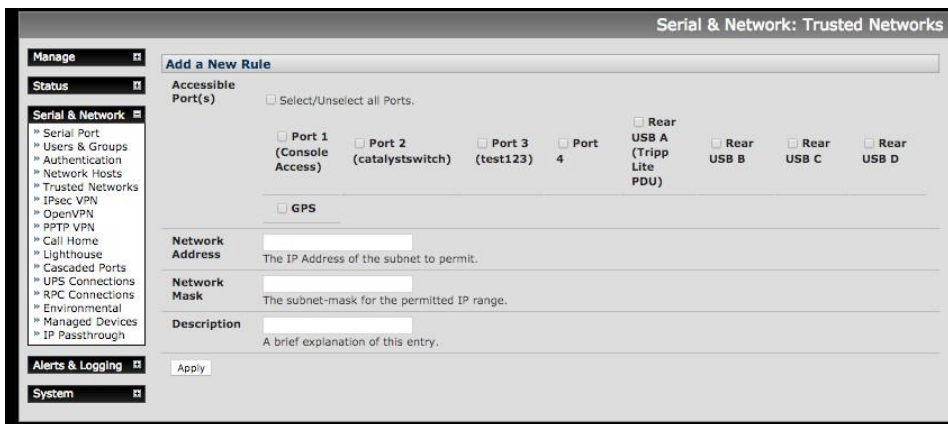 Serial & Network: Trusted Networks
Manage
Status
Serial & Network
» Serial Port
» Users & Groups
» Authentication
» Network Hosts
» Trusted Networks
» IPsec VPN
» OpenVPN
» PPTP VPN
» Call Home
» Lighthouse
» Cascaded Ports
» UPS Connections
» RPC Connections
» Environmental
» Managed Devices
» IP Passthrough
Alerts & Logging
System
Add a New Rule
Accessible
Port(s)
Select/Unselect all Ports.
Port 1
(Console
Access)
Port 2
(catalystswitch)
Port 3
(test123)
Port
4
Rear
USB A
(Tripp
Lite
PDU)
Rear
USB B
Rear
USB C
Rear
USB D
GPS
Network
Address
The IP Address of the subnet to permit.
Network
Mask
The subnet-mask for the permitted IP range.
Description
A brief explanation of this entry.
Apply